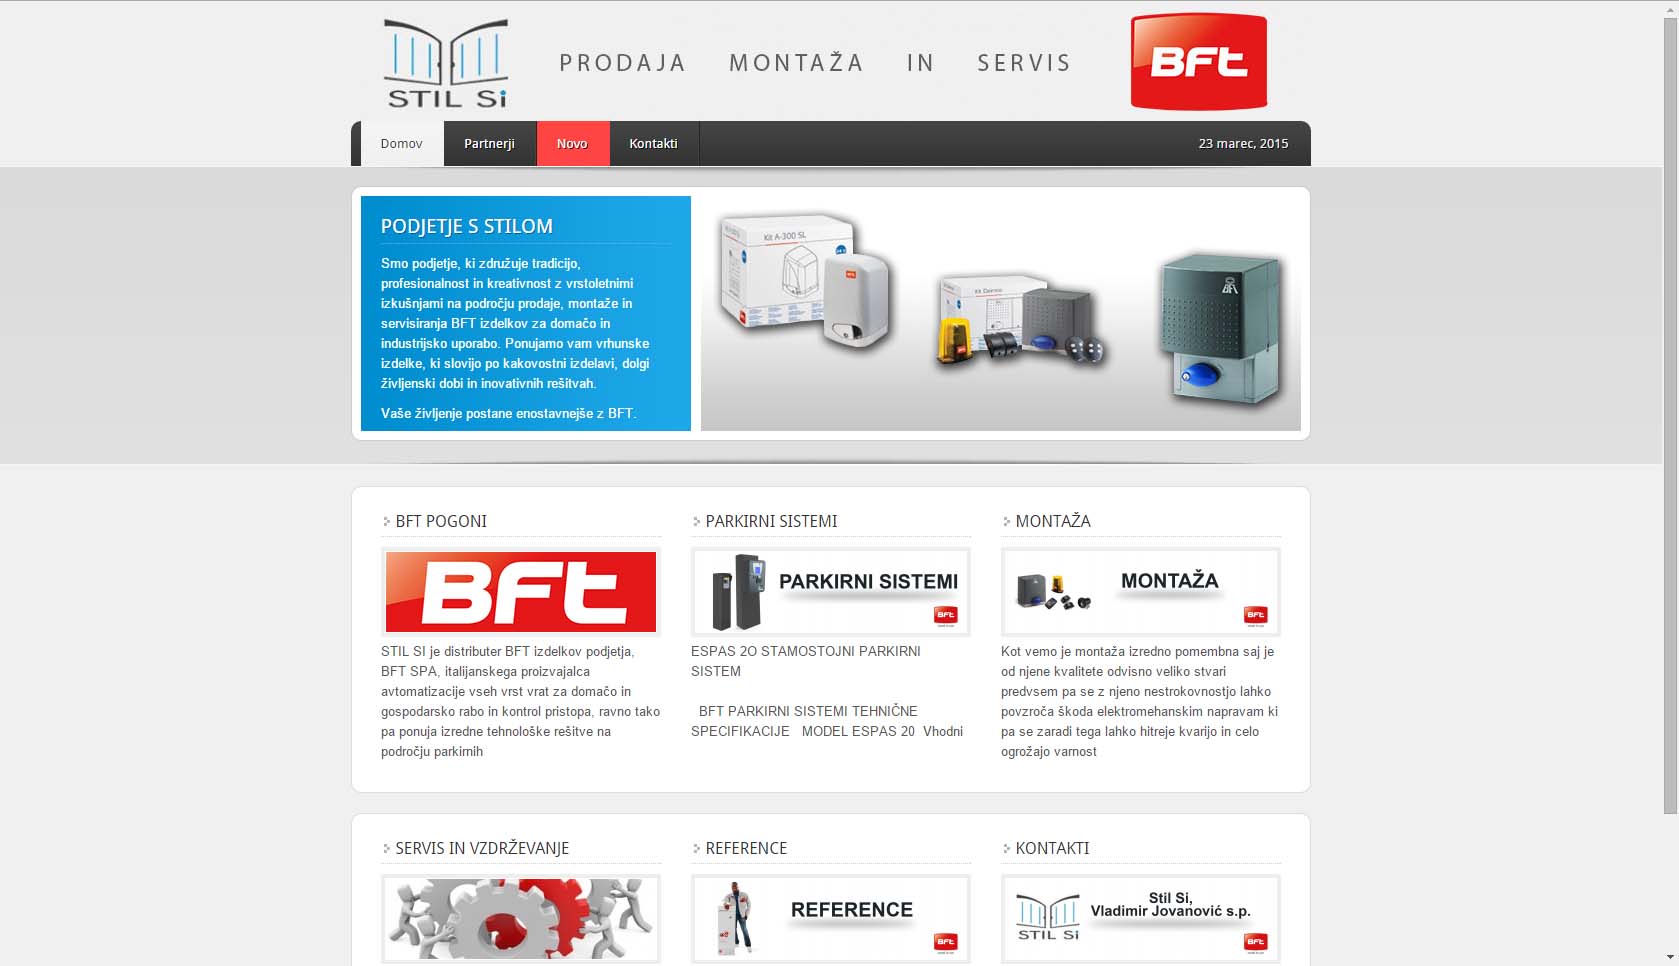 STIL Si
PRODAJA MONTAŽA IN SERVIS
BFT
Domov
Partnerji
Novo
Kontakti
23 marec, 2015
PODJETJE S STILOM
Smo podjetje, ki združuje tradicijo,
profesionalnost in kreativnost z vrstoletnimi
izkušnjami na področju prodaje, montaže in
servisiranja BFT izdelkov za domačo in
industrijsko uporabo. Ponujamo vam vrhunske
izdelke, ki slovijo po kakovostni izdelavi, dolgi
življenski dobi in inovativnih rešitvah.
Vaše življenje postane enostavnejše z BFT.
Kit A-300 SL
BFT
BFT POGONI
BFT
STIL SI je distributer BFT izdelkov podjetja,
BFT SPA, italijanskega proizvajalca
avtomatizacije vseh vrst vrat za domačo in
gospodarsko rabo in kontrol pristopa, ravno tako
pa ponuja izredne tehnološke rešitve na
področju parkirnih
PARKIRNI SISTEMI
PARKIRNI SISTEMI
BFT
ESPAS 2O STAMOSTOJNI PARKIRNI
SISTEM
BFT PARKIRNI SISTEMI TEHNIČNE
SPECIFIKACIJE MODEL ESPAS 20 Vhodni
MONTAŽA
MONTAŽA
BFT
Kot vemo je montaža izredno pomembna saj je
od njene kvalitete odvisno veliko stvari
predvsem pa se z njeno nestrokovnostjo lahko
povzroča škoda elektromehanskim napravam ki
pa se zaradi tega lahko hitreje kvarijo in celo
ogrožajo varnost
SERVIS IN VZDRŽEVANJE
REFERENCE
REFERENCE
BFT
KONTAKTI
STIL Si
Stil Si,
Vladimir Jovanović s.p.
BFT